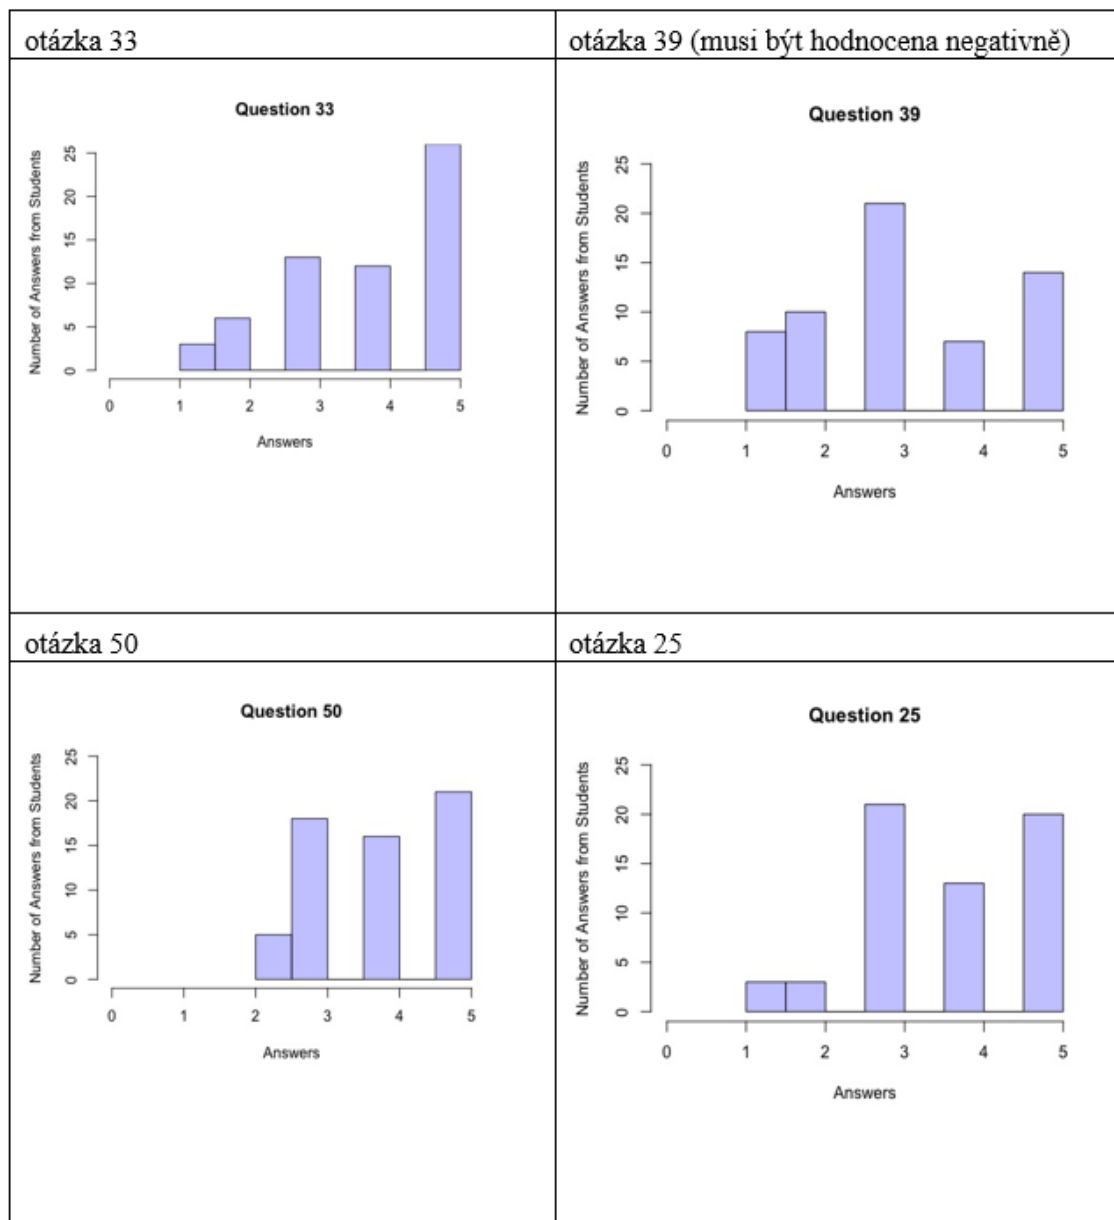 otázka 33
otázka 39 (musi být hodnocena negativně)
Question 33
Number of Answers from Students
25
20
15
10
5
0
0 1 2 3 4 5
Answers
Question 39
Number of Answers from Students
25
20
15
10
5
0
0 1 2 3 4 5
Answers
otázka 50
otázka 25
Question 50
Number of Answers from Students
25
20
15
10
5
0
0 1 2 3 4 5
Answers
Question 25
Number of Answers from Students
25
20
15
10
5
0
0 1 2 3 4 5
Answers